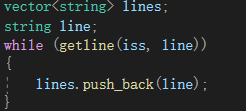 vector<string> lines;
string line;
while (getline(iss, line))
{
    lines.push_back(line);
}